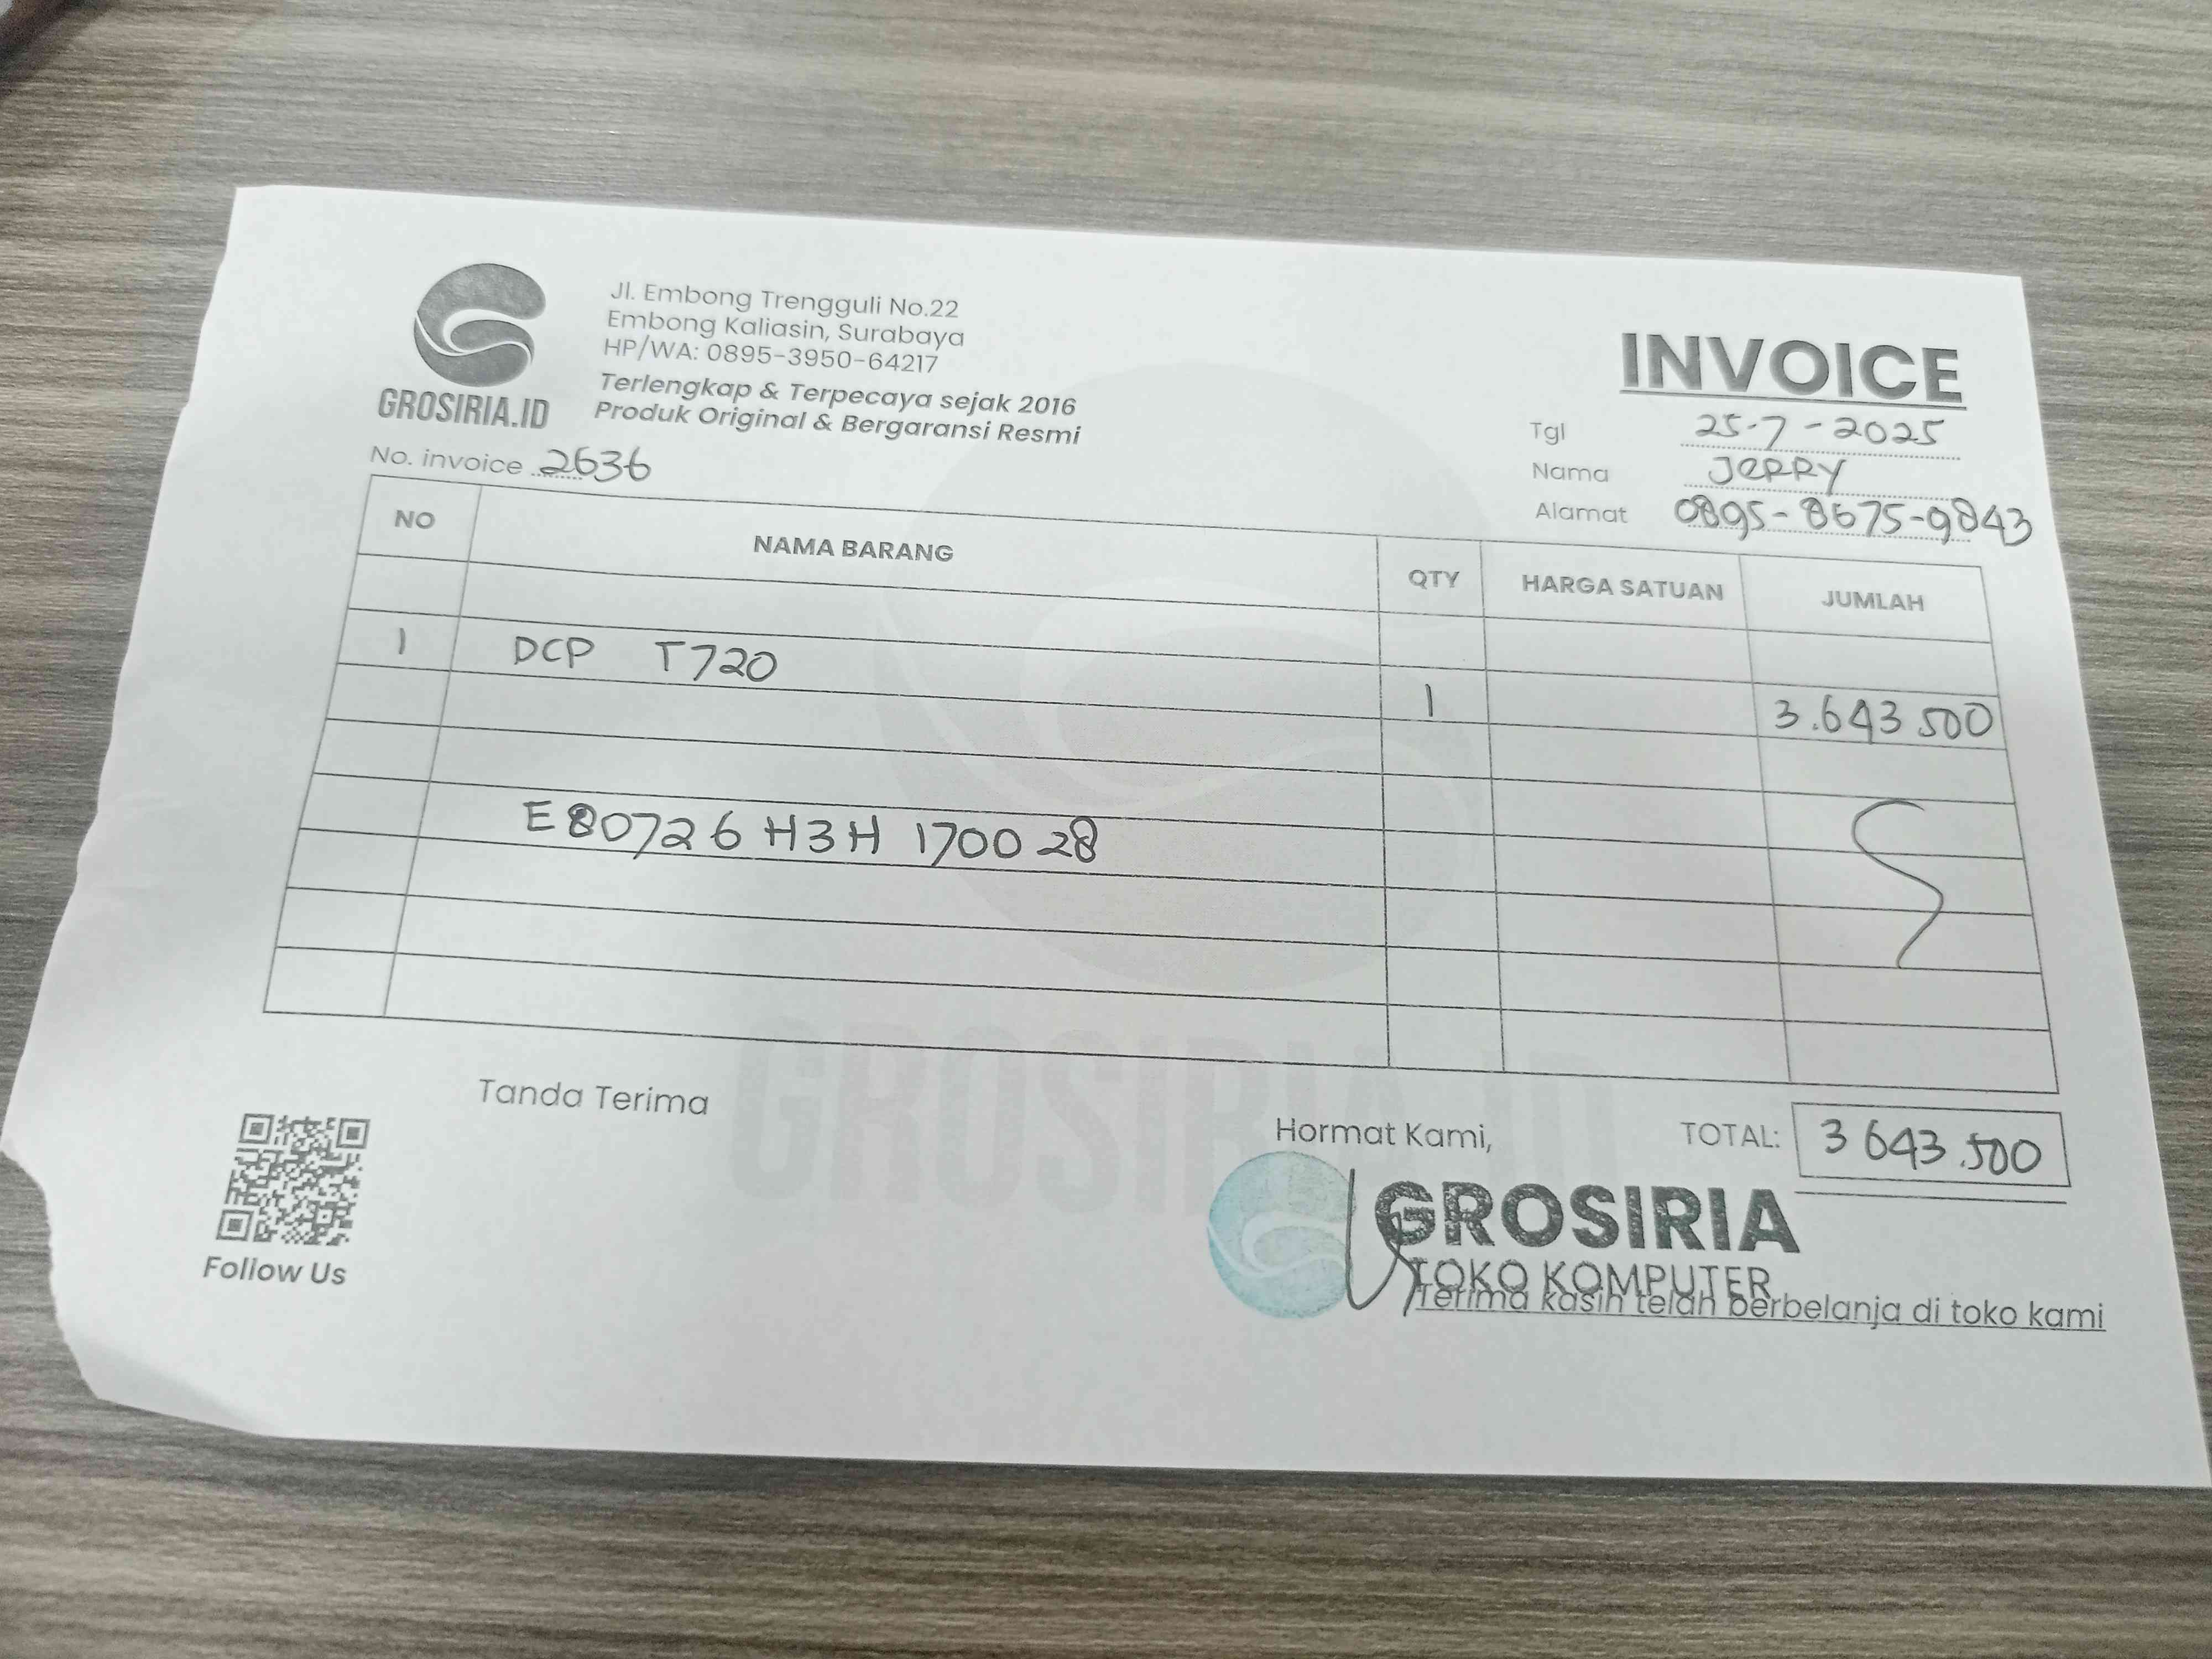 GROSIRIA.ID
Jl. Embong Trengguli No.22
Embong Kaliasin, Surabaya
HP/WA: 0895-3950-64217
Terlengkap & Terpecaya sejak 2016
Produk Original & Bergaransi Resmi
INVOICE
Tgl 25-7-2025
Nama JERRY
Alamat 0895-8675-9843
No. invoice 2636
NO NAMA BARANG QTY HARGA SATUAN JUMLAH
1 DCP T720 1 3.643.500
E80726H3H170028
GROSIRIA.ID
Tanda Terima
Hormat Kami,
TOTAL: 3 643.500
GROSIRIA
TOKO KOMPUTER
Terima kasih telah berbelanja di toko kami
Follow Us